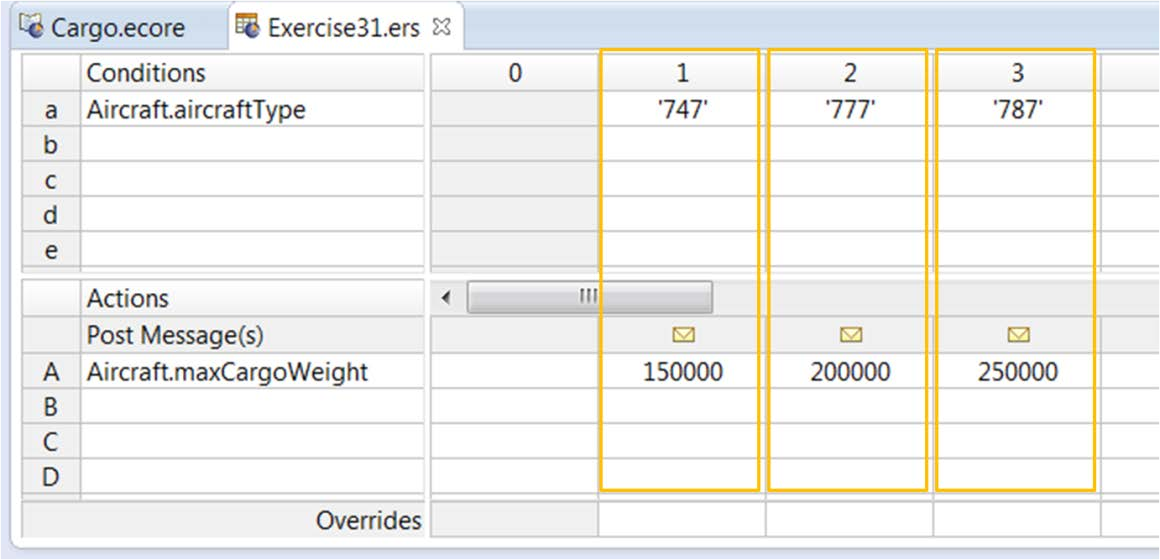 Cargo.ecore Exercise31.ers
Conditions 0 1 2 3
a Aircraft.aircraftType '747' '777' '787'
b
c
d
e
Actions
Post Message(s)
A Aircraft.maxCargoWeight 150000 200000 250000
B
C
D
Overrides